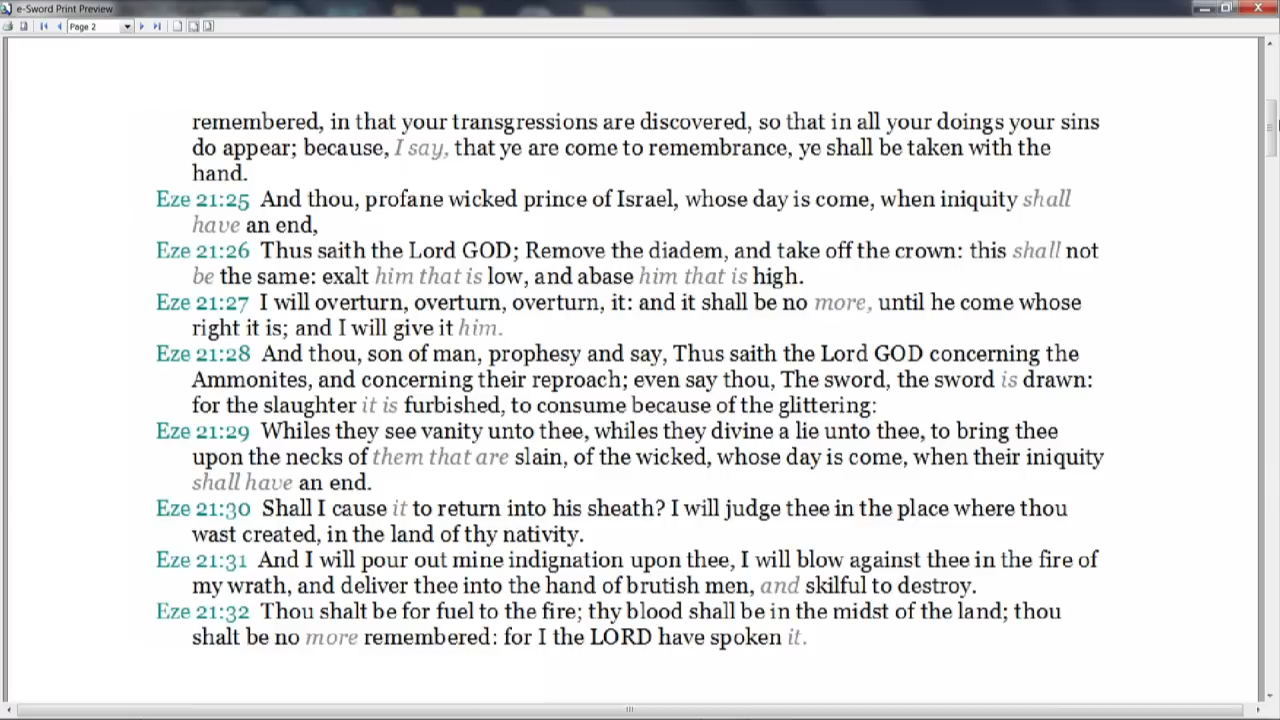 e-Sword Print Preview
Page 2
remembered, in that your transgressions are discovered, so that in all your doings your sins
do appear; because, I say, that ye are come to remembrance, ye shall be taken with the
hand.
Eze 21:25 And thou, profane wicked prince of Israel, whose day is come, when iniquity shall
have an end,
Eze 21:26 Thus saith the Lord GOD; Remove the diadem, and take off the crown: this shall not
be the same: exalt him that is low, and abase him that is high.
Eze 21:27 I will overturn, overturn, overturn, it: and it shall be no more, until he come whose
right it is; and I will give it him.
Eze 21:28 And thou, son of man, prophesy and say, Thus saith the Lord GOD concerning the
Ammonites, and concerning their reproach; even say thou, The sword, the sword is drawn:
for the slaughter it is furbished, to consume because of the glittering:
Eze 21:29 Whiles they see vanity unto thee, whiles they divine a lie unto thee, to bring thee
upon the necks of them that are slain, of the wicked, whose day is come, when their iniquity
shall have an end.
Eze 21:30 Shall I cause it to return into his sheath? I will judge thee in the place where thou
wast created, in the land of thy nativity.
Eze 21:31 And I will pour out mine indignation upon thee, I will blow against thee in the fire of
my wrath, and deliver thee into the hand of brutish men, and skilful to destroy.
Eze 21:32 Thou shalt be for fuel to the fire; thy blood shall be in the midst of the land; thou
shalt be no more remembered: for I the LORD have spoken it.